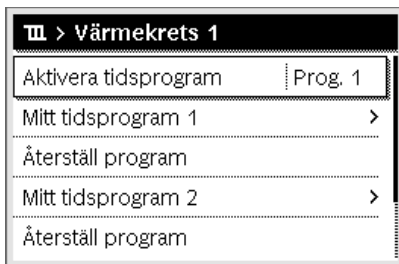 > Värmekrets 1
Aktivera tidsprogram Prog. 1
Mitt tidsprogram 1 >
Återställ program
Mitt tidsprogram 2 >
Återställ program